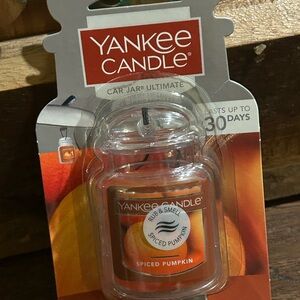 YANKEE
CANDLE®
CAR JAR® ULTIMATE
LASTS UP TO
30 DAYS
YANKEE CANDLE®
RUB & SMELL
SPICED PUMPKIN
SPICED PUMPKIN